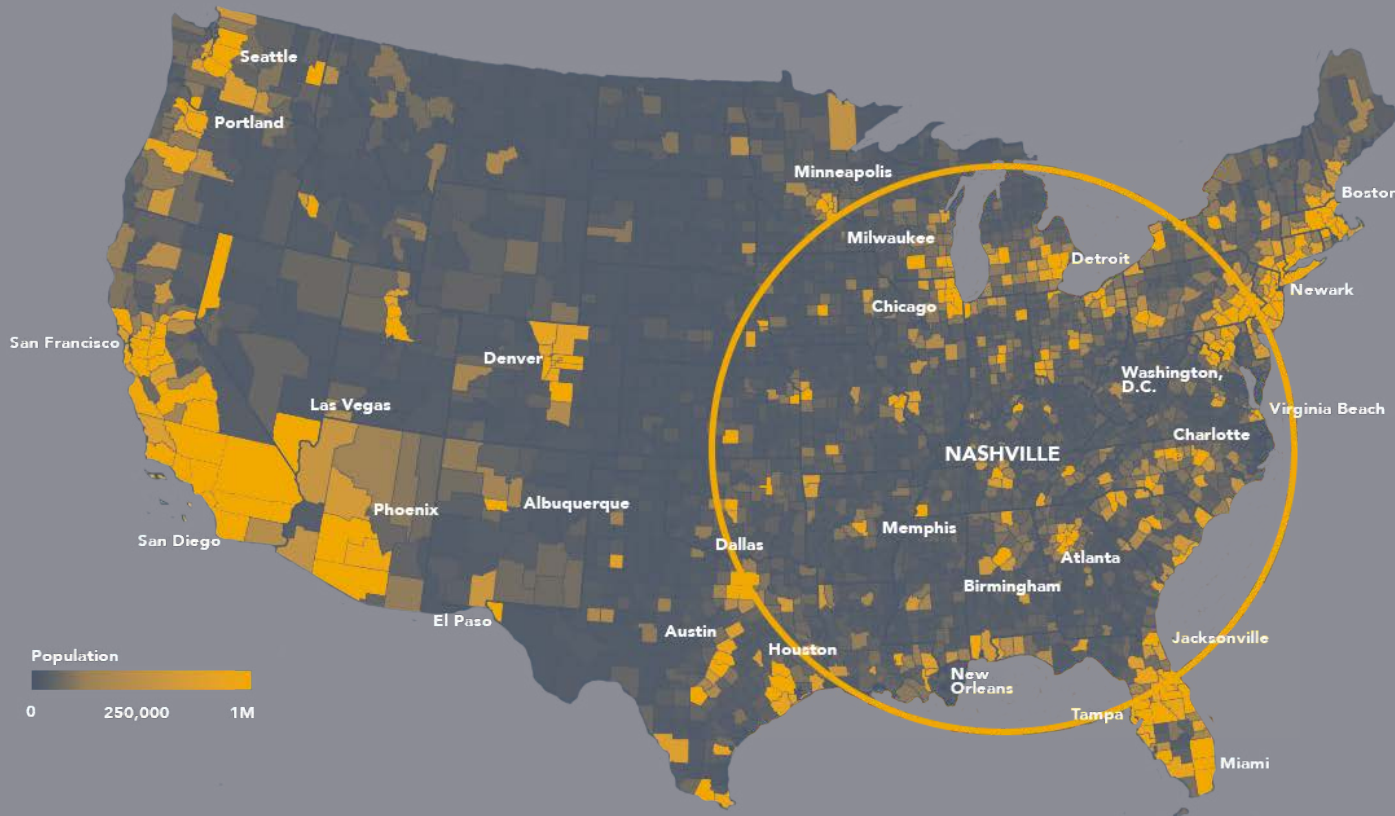 Seattle
Portland
Minneapolis
Boston
Milwaukee
Detroit
Newark
Chicago
San Francisco
Denver
Washington,
D.C.
Las Vegas
Virginia Beach
Charlotte
NASHVILLE
Albuquerque
Phoenix
Memphis
San Diego
Dallas
Atlanta
Birmingham
El Paso
Austin
Jacksonville
Houston
Population
New
Orleans
0 250,000 1M
Tampa
Miami